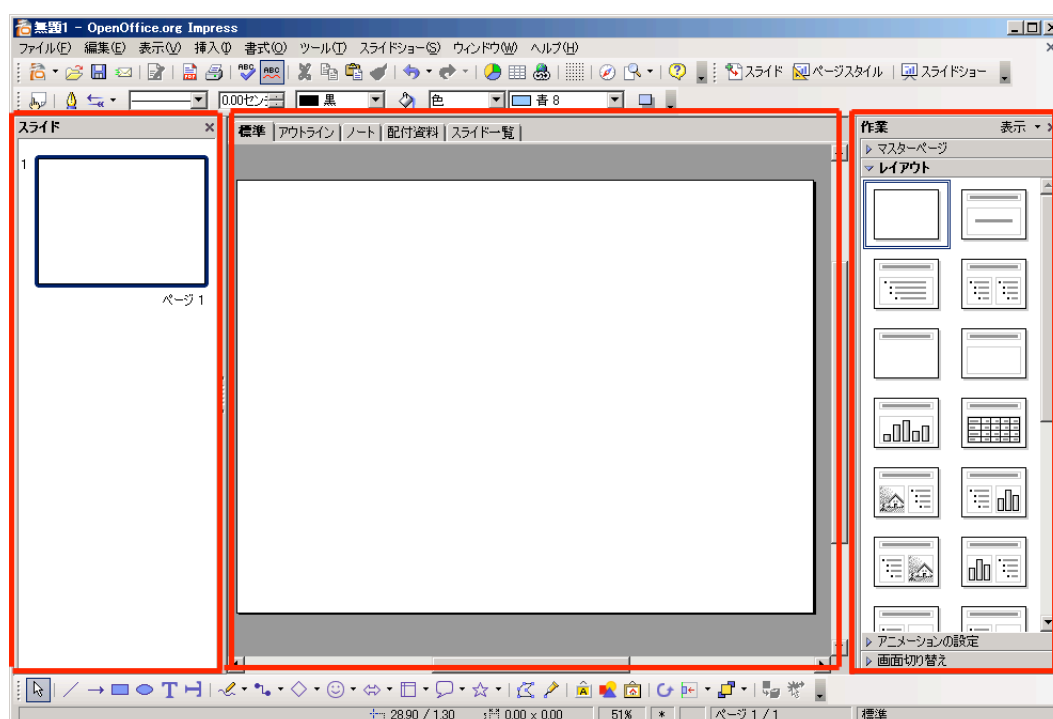 無題1 - OpenOffice.org Impress
ファイル(F) 編集(E) 表示(V) 挿入(I) 書式(O) ツール(T) スライドショー(S) ウィンドウ(W) ヘルプ(H)
ABC ABC スライド ページスタイル スライドショー
0.00センチ 黒 色 青 8
スライド
1
ページ 1
標準 アウトライン ノート 配付資料 スライド一覧
作業 表示
マスターページ
レイアウト
アニメーションの設定
画面切り替え
T A
28.90 / 1.30 0.00 x 0.00 51% * ページ 1 / 1 標準